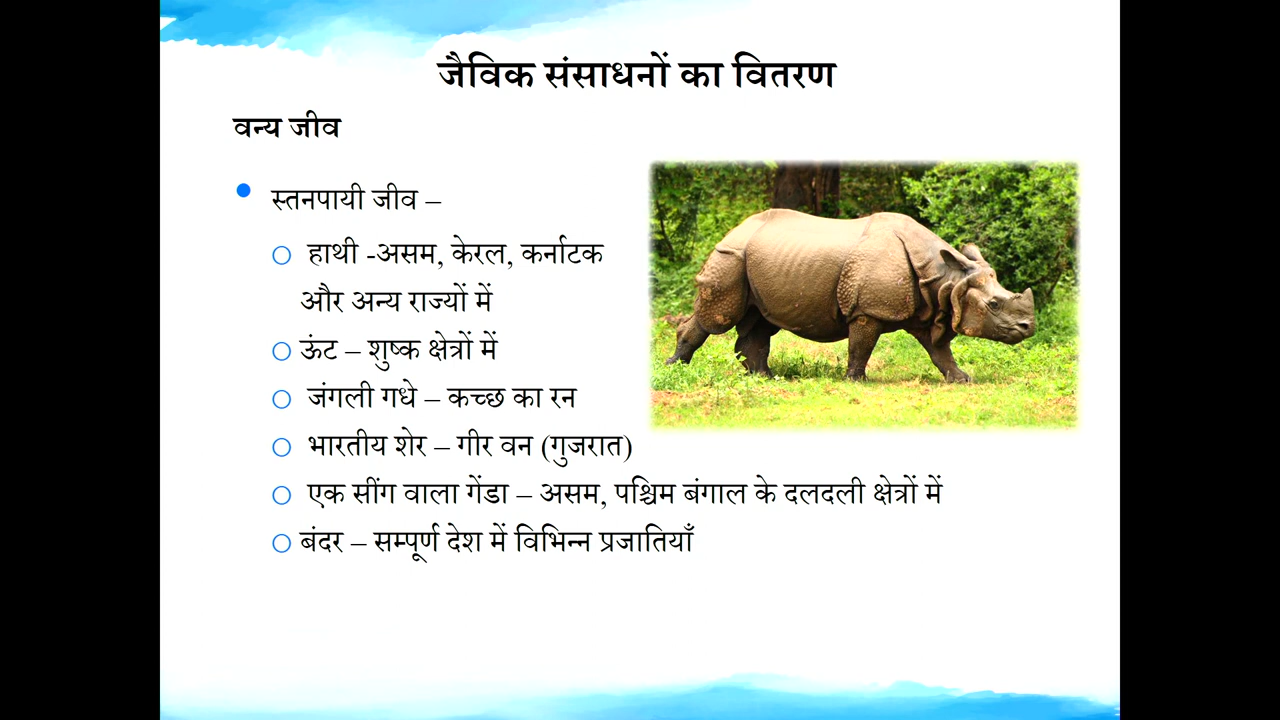 जैविक संसाधनों का वितरण
वन्य जीव
स्तनपायी जीव –
हाथी -असम, केरल, कर्नाटक
और अन्य राज्यों में
ऊंट – शुष्क क्षेत्रों में
जंगली गधे – कच्छ का रन
भारतीय शेर – गीर वन (गुजरात)
एक सींग वाला गेंडा – असम, पश्चिम बंगाल के दलदली क्षेत्रों में
बंदर – सम्पूर्ण देश में विभिन्न प्रजातियाँ